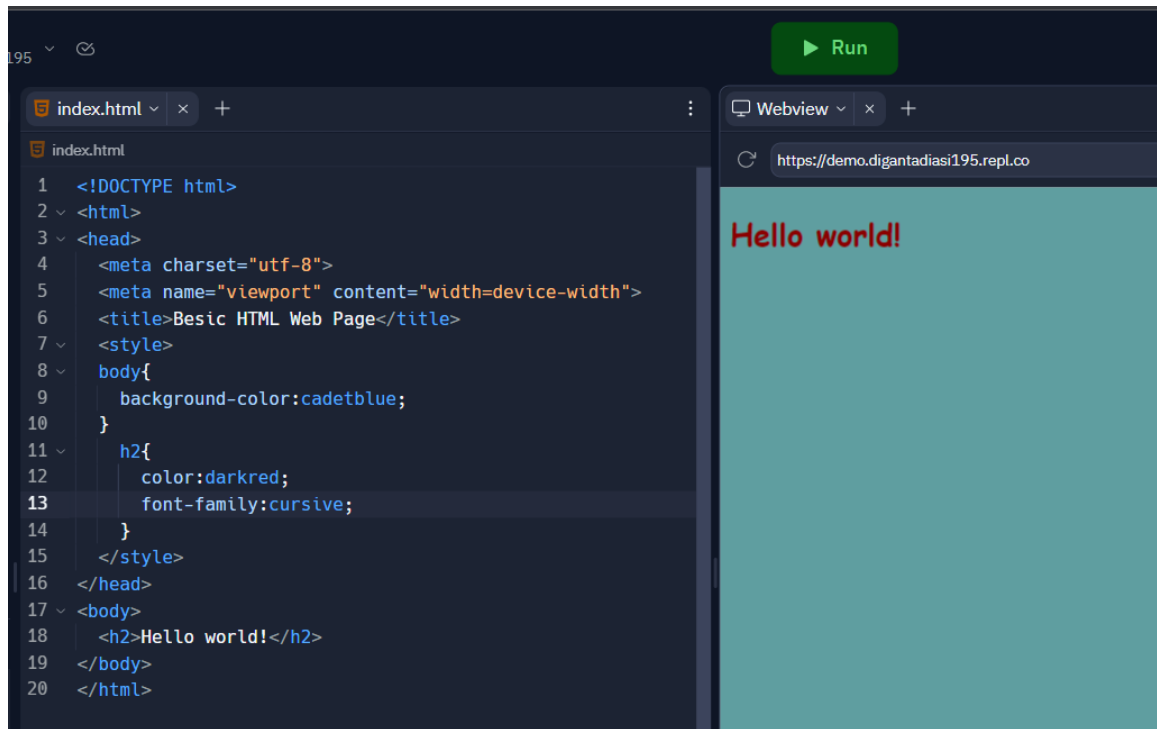 195
Run
index.html
Webview
index.html
https://demo.digantadiasi195.repl.co
1 <!DOCTYPE html>
2 <html>
3 <head>
4 <meta charset="utf-8">
5 <meta name="viewport" content="width=device-width">
6 <title>Besic HTML Web Page</title>
7 <style>
8 body{
9 background-color:cadetblue;
10 }
11 h2{
12 color:darkred;
13 font-family:cursive;
14 }
15 </style>
16 </head>
17 <body>
18 <h2>Hello world!</h2>
19 </body>
20 </html>
Hello world!